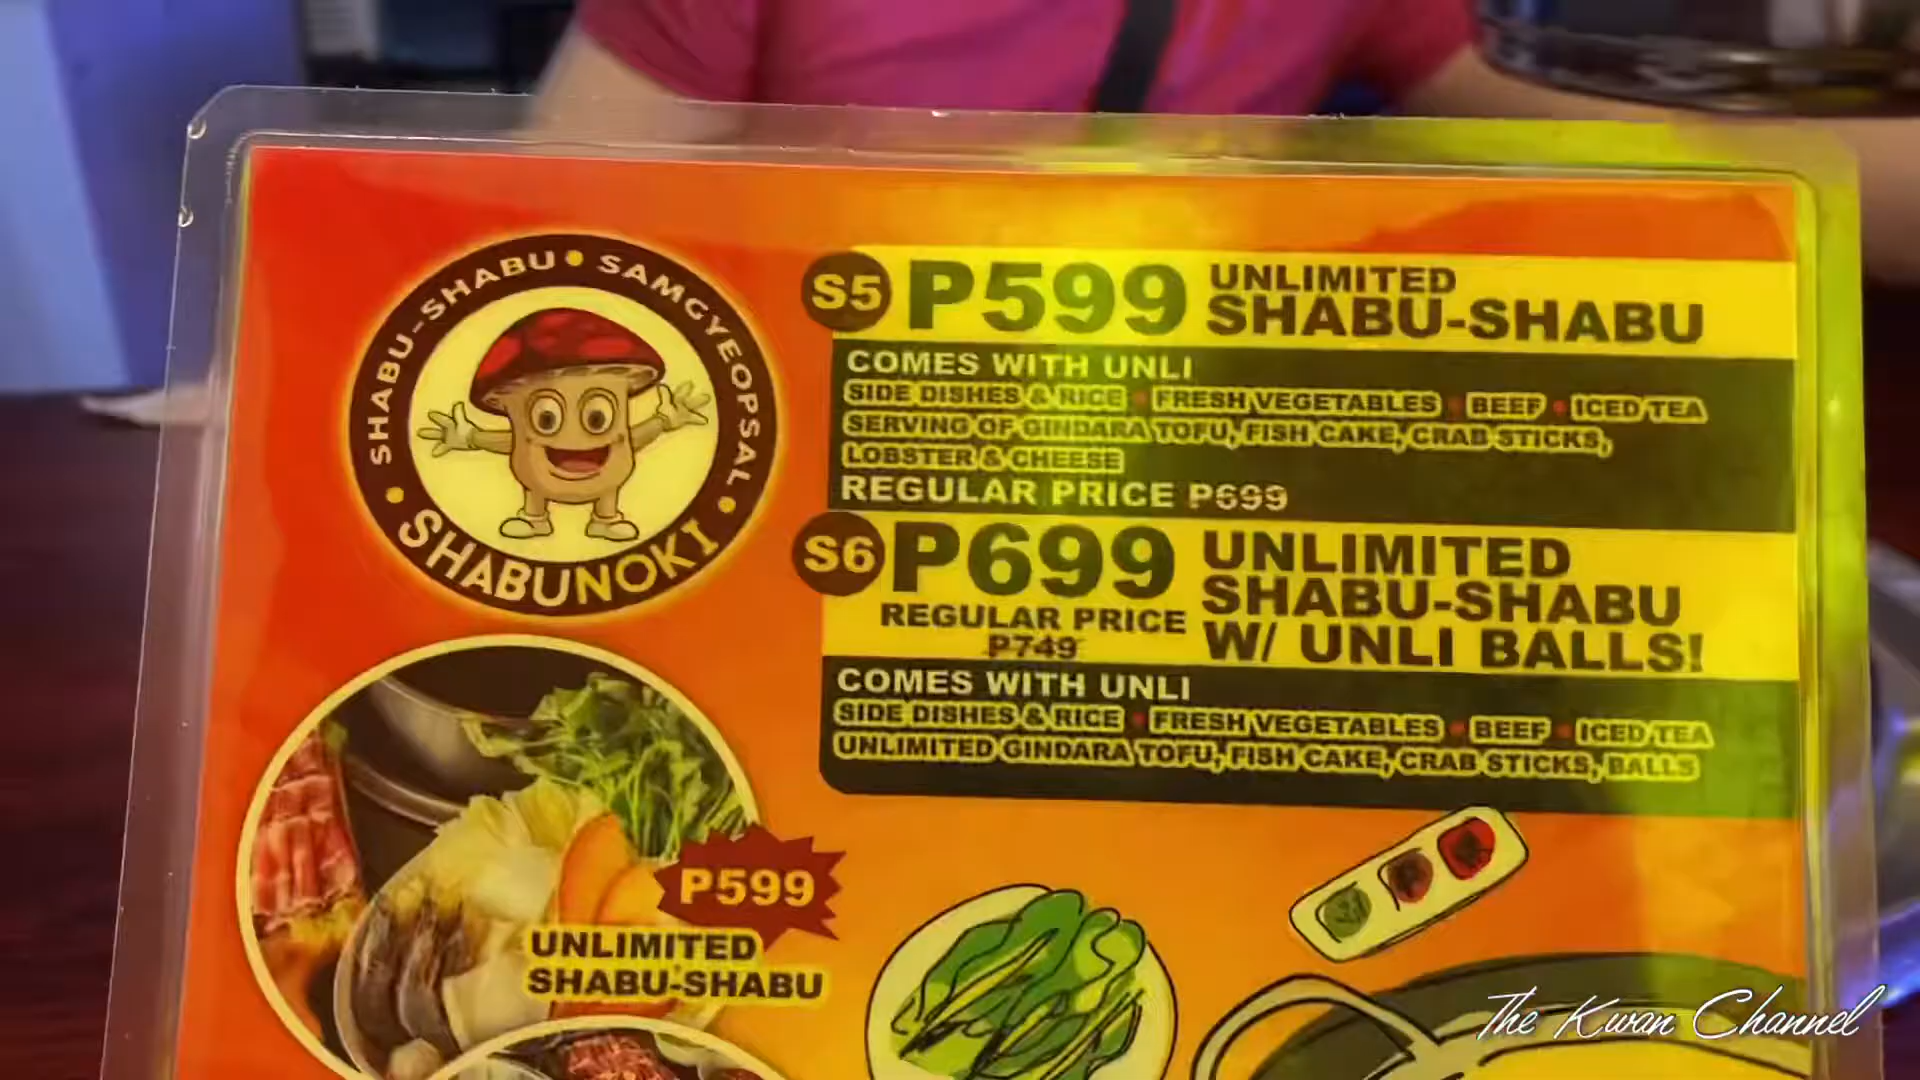 SHABU-SHABU • SAMGYEOPSAL •
SHABUNOKI
S5 P599 UNLIMITED
SHABU-SHABU
COMES WITH UNLI
SIDE DISHES & RICE • FRESH VEGETABLES • BEEF • ICED TEA
SERVING OF GINDARA TOFU, FISH CAKE, CRAB STICKS,
LOBSTER & CHEESE
REGULAR PRICE P699
S6 P699 UNLIMITED
SHABU-SHABU
W/ UNLI BALLS!
REGULAR PRICE
P749
COMES WITH UNLI
SIDE DISHES & RICE • FRESH VEGETABLES • BEEF • ICED TEA
UNLIMITED GINDARA TOFU, FISH CAKE, CRAB STICKS, BALLS
P599
UNLIMITED
SHABU-SHABU
The Kwan Channel